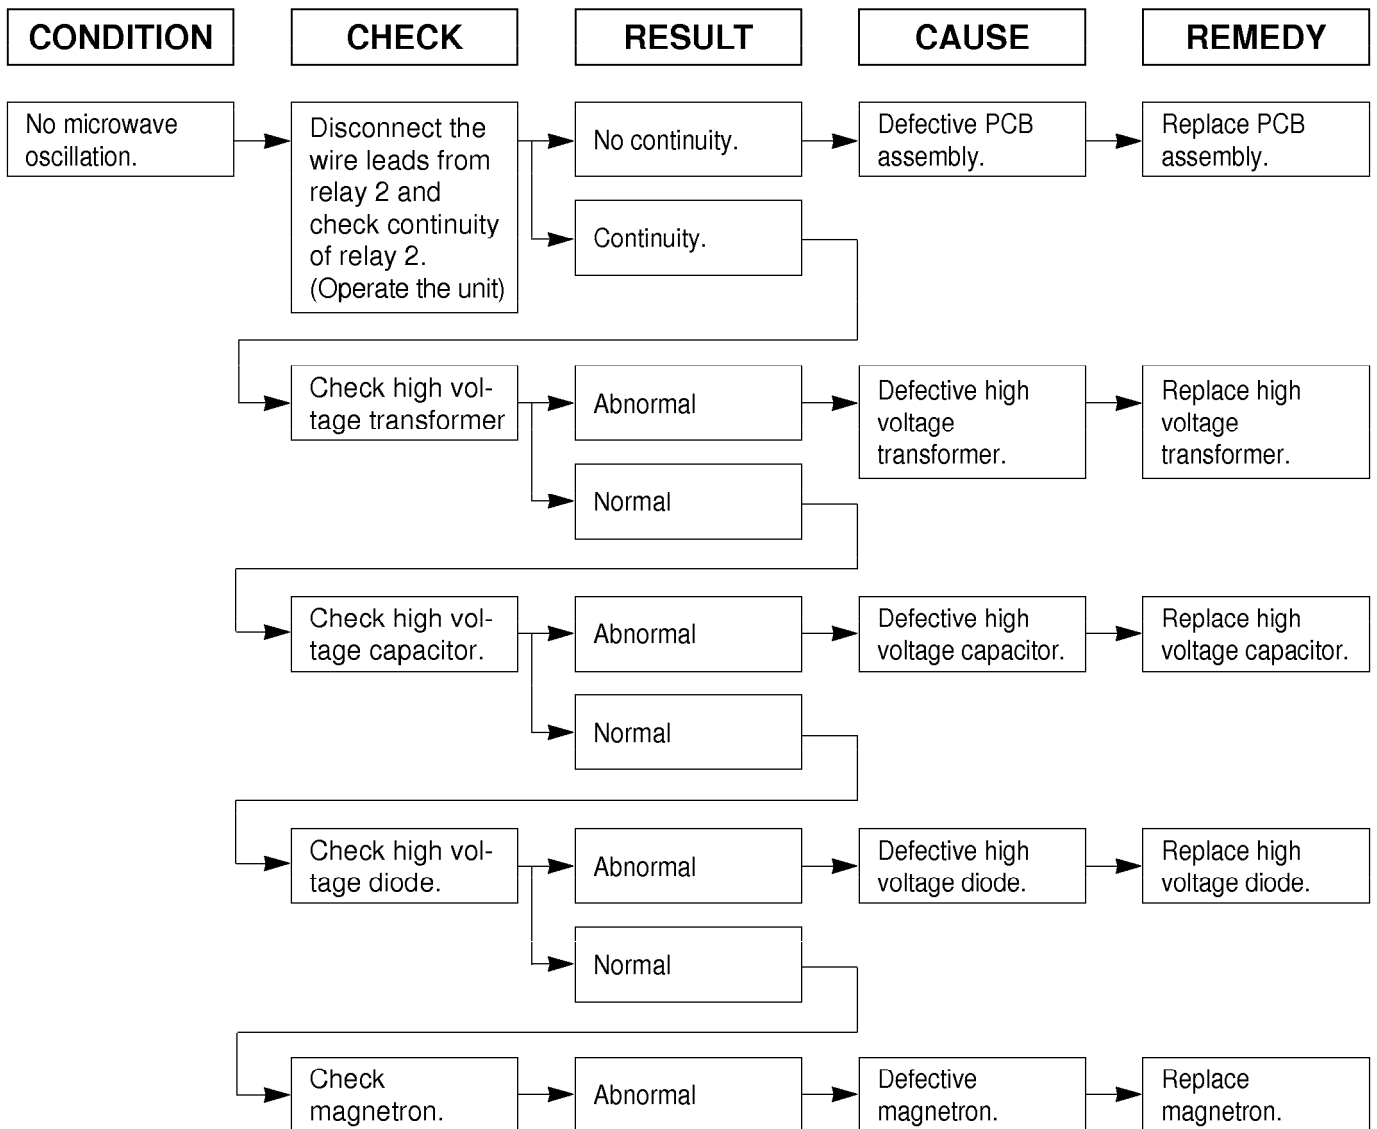 CONDITION
CHECK
RESULT
CAUSE
REMEDY
No microwave
oscillation.
Disconnect the
wire leads from
relay 2 and
check continuity
of relay 2.
(Operate the unit)
No continuity.
Defective PCB
assembly.
Replace PCB
assembly.
Continuity.
Check high vol-
tage transformer
Abnormal
Defective high
voltage
transformer.
Replace high
voltage
transformer.
Normal
Check high vol-
tage capacitor.
Abnormal
Defective high
voltage capacitor.
Replace high
voltage capacitor.
Normal
Check high vol-
tage diode.
Abnormal
Defective high
voltage diode.
Replace high
voltage diode.
Normal
Check
magnetron.
Abnormal
Defective
magnetron.
Replace
magnetron.